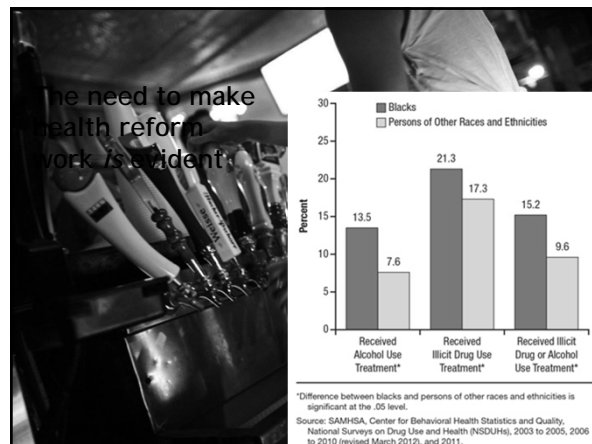 The need to make
health reform
work is evident
30
25
20
15
10
5
0
Percent
Blacks
Persons of Other Races and Ethnicities
13.5
7.6
21.3
17.3
15.2
9.6
Received
Alcohol Use
Treatment*
Received
Illicit Drug Use
Treatment*
Received Illicit
Drug or Alcohol
Use Treatment*
*Difference between blacks and persons of other races and ethnicities is
significant at the .05 level.
Source: SAMHSA, Center for Behavioral Health Statistics and Quality,
National Surveys on Drug Use and Health (NSDUHs), 2003 to 2005, 2006
to 2010 (revised March 2012), and 2011.
Weisse